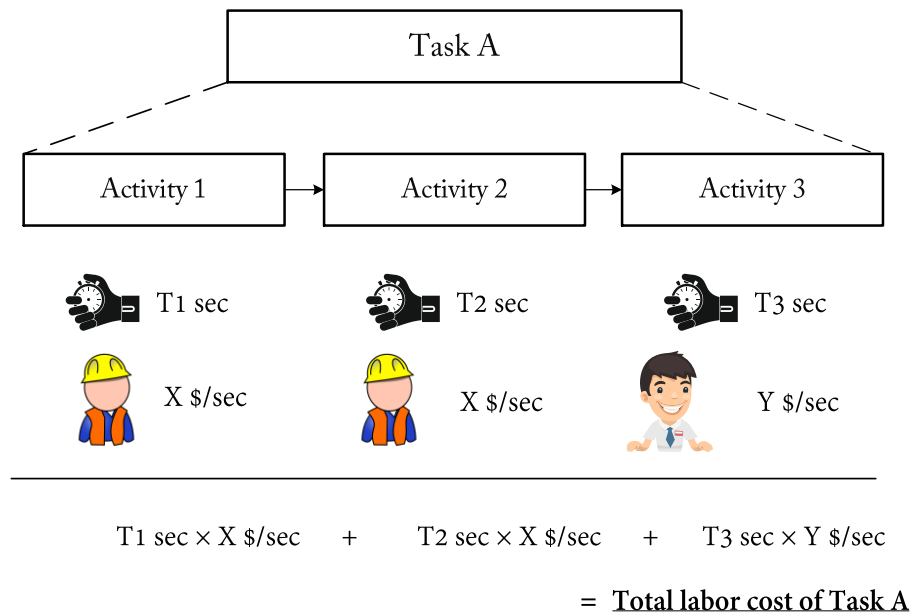 Task A
Activity 1
Activity 2
Activity 3
T1 sec
T2 sec
T3 sec
X $/sec
X $/sec
Y $/sec
T1 sec × X $/sec + T2 sec × X $/sec + T3 sec × Y $/sec
= Total labor cost of Task A